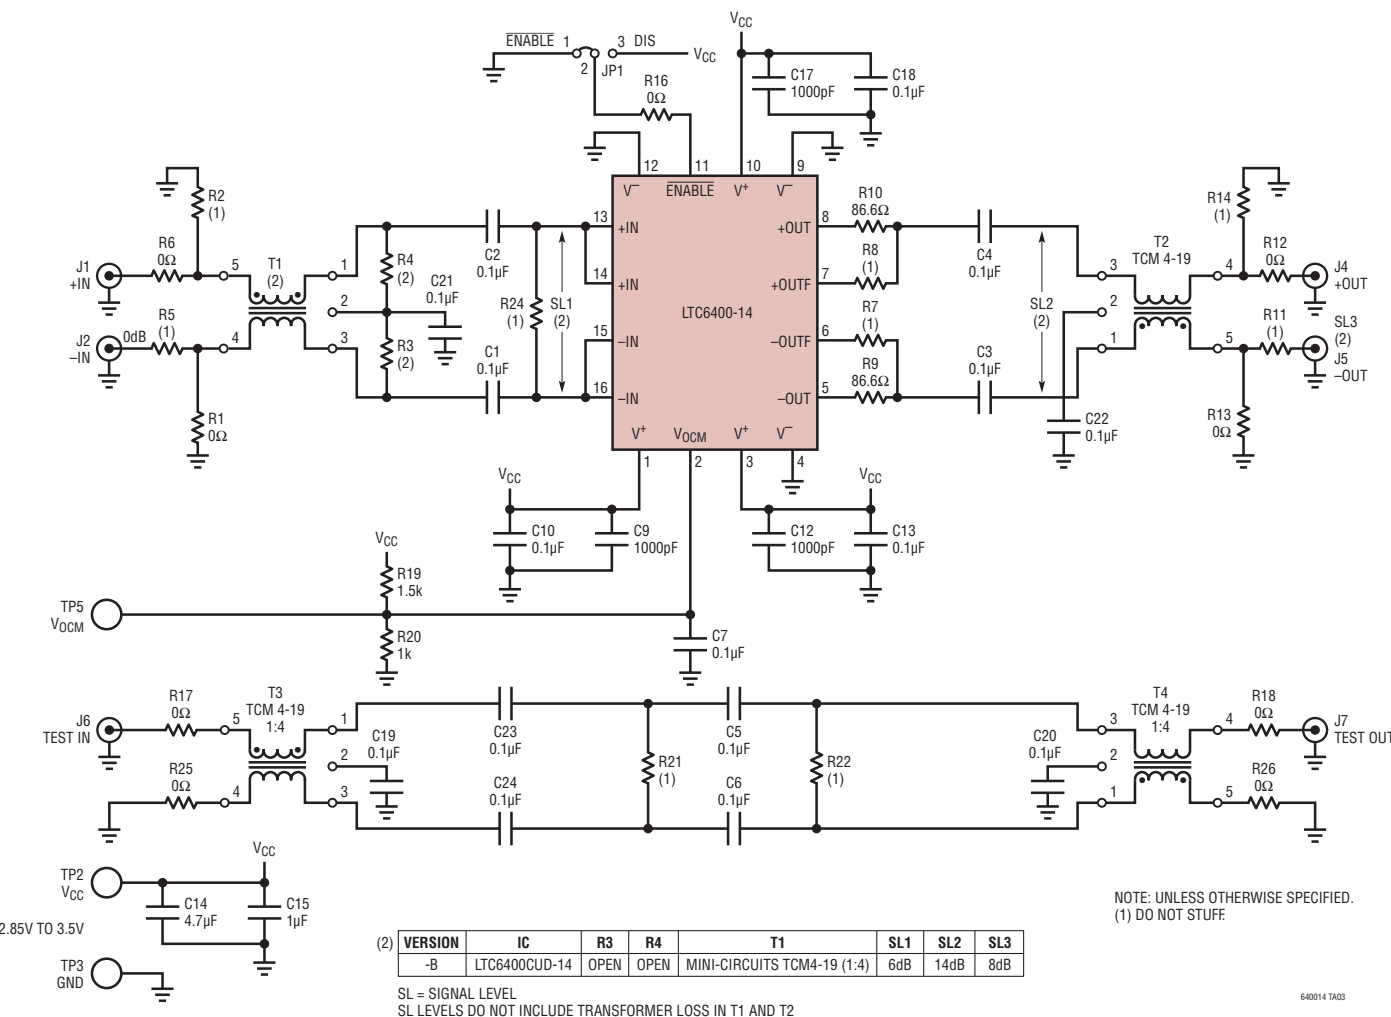 VCC
ENABLE 1
3 DIS
VCC
2
JP1
R16
0Ω
C17
1000pF
C18
0.1µF
12
11
10
9
V–
ENABLE
V+
V–
R2
(1)
R6
0Ω
J1
+IN
5
T1
(2)
1
R4
(2)
2
C21
0.1µF
C2
0.1µF
R24
(1)
SL1
(2)
13
+IN
14
+IN
15
–IN
16
–IN
LTC6400-14
J2
–IN
0dB
R5
(1)
4
3
R3
(2)
C1
0.1µF
R1
0Ω
+OUT
8
R10
86.6Ω
R8
(1)
+OUTF
7
R7
(1)
–OUTF
6
R9
86.6Ω
–OUT
5
C4
0.1µF
C3
0.1µF
SL2
(2)
3
T2
TCM 4-19
4
2
1
5
R14
(1)
R12
0Ω
J4
+OUT
R11
(1)
SL3
(2)
J5
–OUT
C22
0.1µF
R13
0Ω
V+
VOCM
V+
V–
1
2
3
4
VCC
C10
0.1µF
C9
1000pF
VCC
C12
1000pF
C13
0.1µF
VCC
R19
1.5k
TP5
VOCM
R20
1k
C7
0.1µF
J6
TEST IN
R17
0Ω
5
T3
TCM 4-19
1:4
1
2
C19
0.1µF
R25
0Ω
4
3
C23
0.1µF
C24
0.1µF
R21
(1)
C5
0.1µF
C6
0.1µF
R22
(1)
C20
0.1µF
3
T4
TCM 4-19
1:4
4
2
1
5
R18
0Ω
J7
TEST OUT
R26
0Ω
TP2
VCC
VCC
C14
4.7µF
C15
1µF
2.85V TO 3.5V
TP3
GND
NOTE: UNLESS OTHERWISE SPECIFIED.
(1) DO NOT STUFF.
(2) VERSION IC R3 R4 T1 SL1 SL2 SL3
-B LTC6400CUD-14 OPEN OPEN MINI-CIRCUITS TCM4-19 (1:4) 6dB 14dB 8dB
SL = SIGNAL LEVEL
SL LEVELS DO NOT INCLUDE TRANSFORMER LOSS IN T1 AND T2
640014 TA03